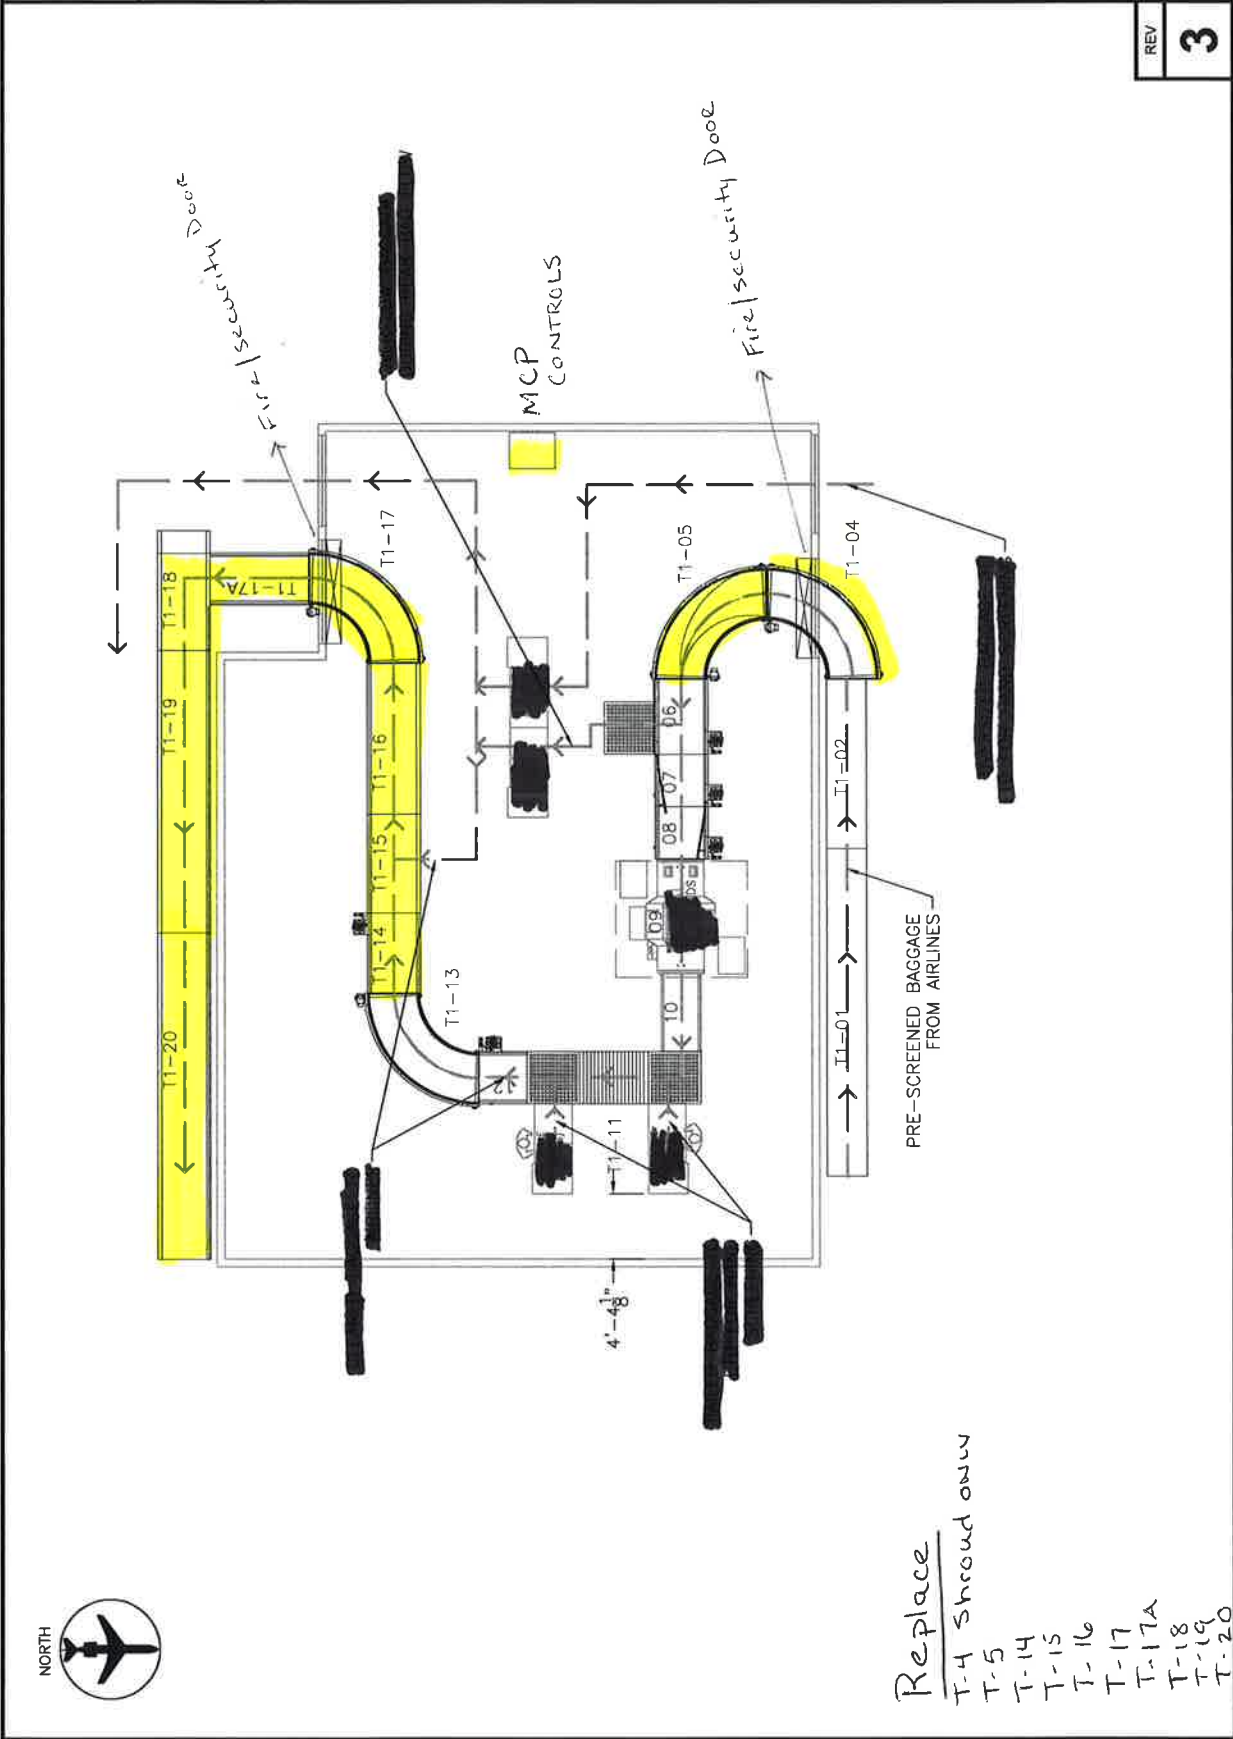 NORTH
REV
3
Fire/security Door
MCP
CONTROLS
Fire/security Door
T1-18
T1-17A
T1-17
T1-19
T1-16
T1-15
T1-14
T1-20
T1-13
T1-05
T1-04
06
07
08
09
10
12
T1-11
T1-02
T1-01
4'-4 1/8"
PRE-SCREENED BAGGAGE
FROM AIRLINES
Replace
T-4 Shroud ONLY
T-5
T-14
T-15
T-16
T-17
T-17A
T-18
T-19
T-20